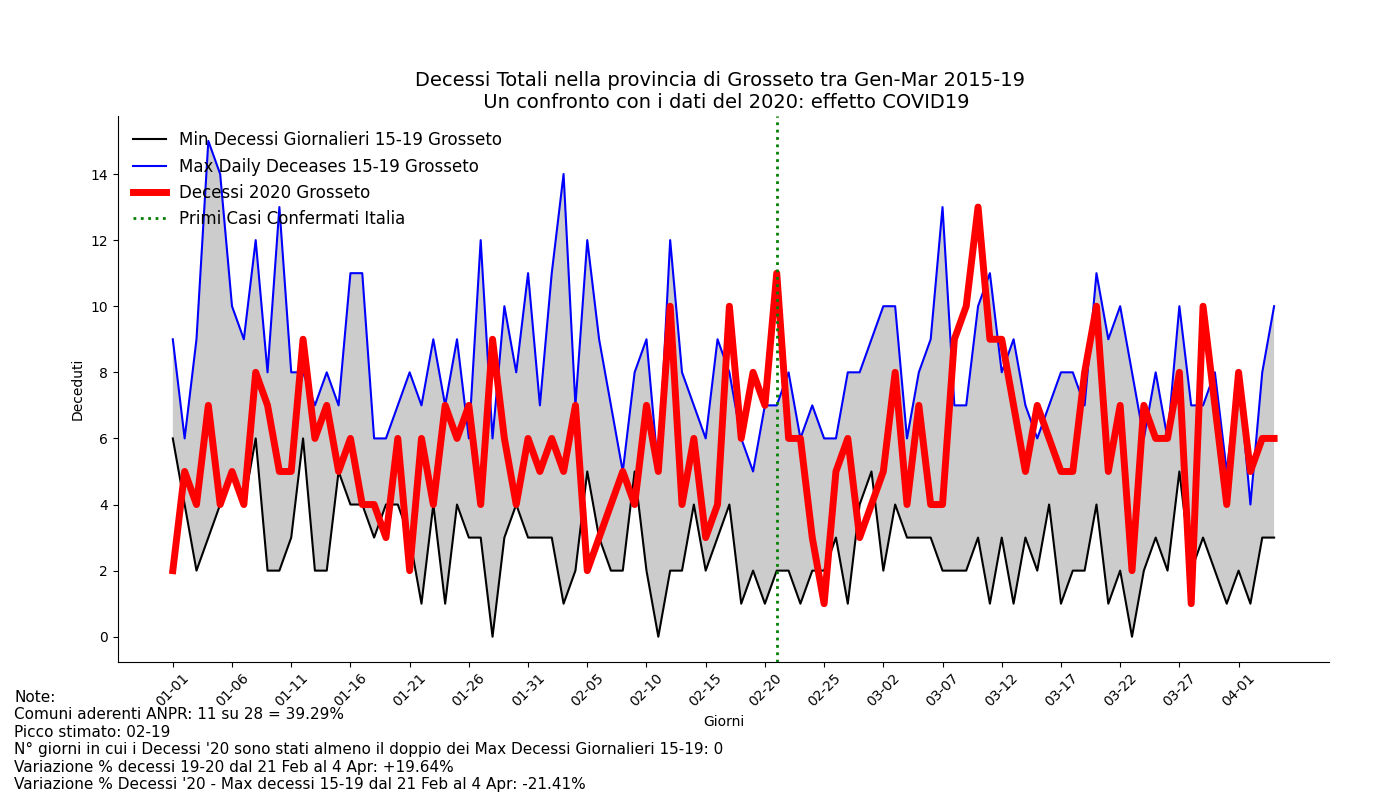 Decessi Totali nella provincia di Grosseto tra Gen-Mar 2015-19
Un confronto con i dati del 2020: effetto COVID19
Min Decessi Giornalieri 15-19 Grosseto
Max Daily Deceases 15-19 Grosseto
Decessi 2020 Grosseto
Primi Casi Confermati Italia
Deceduti
14
12
10
8
6
4
2
0
01-01
01-06
01-11
01-16
01-21
01-26
01-31
02-05
02-10
02-15
02-20
02-25
03-02
03-07
03-12
03-17
03-22
03-27
04-01
Giorni
Note:
Comuni aderenti ANPR: 11 su 28 = 39.29%
Picco stimato: 02-19
N° giorni in cui i Decessi '20 sono stati almeno il doppio dei Max Decessi Giornalieri 15-19: 0
Variazione % decessi 19-20 dal 21 Feb al 4 Apr: +19.64%
Variazione % Decessi '20 - Max decessi 15-19 dal 21 Feb al 4 Apr: -21.41%